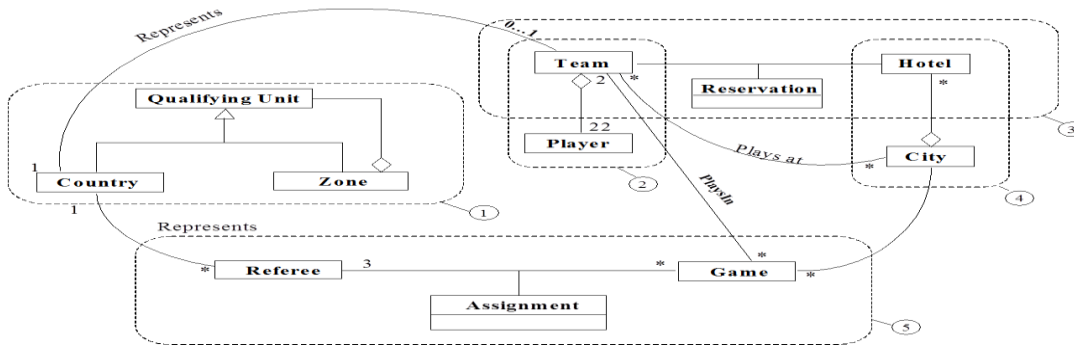 Represents
0...1
Team
2
*
Hotel
*
Reservation
Qualifying Unit
3
22
Player
Plays at
*
City
1
Country
Zone
2
PlaysIn
4
1
1
Represents
*
Referee
3
*
*
Game
*
Assignment
5